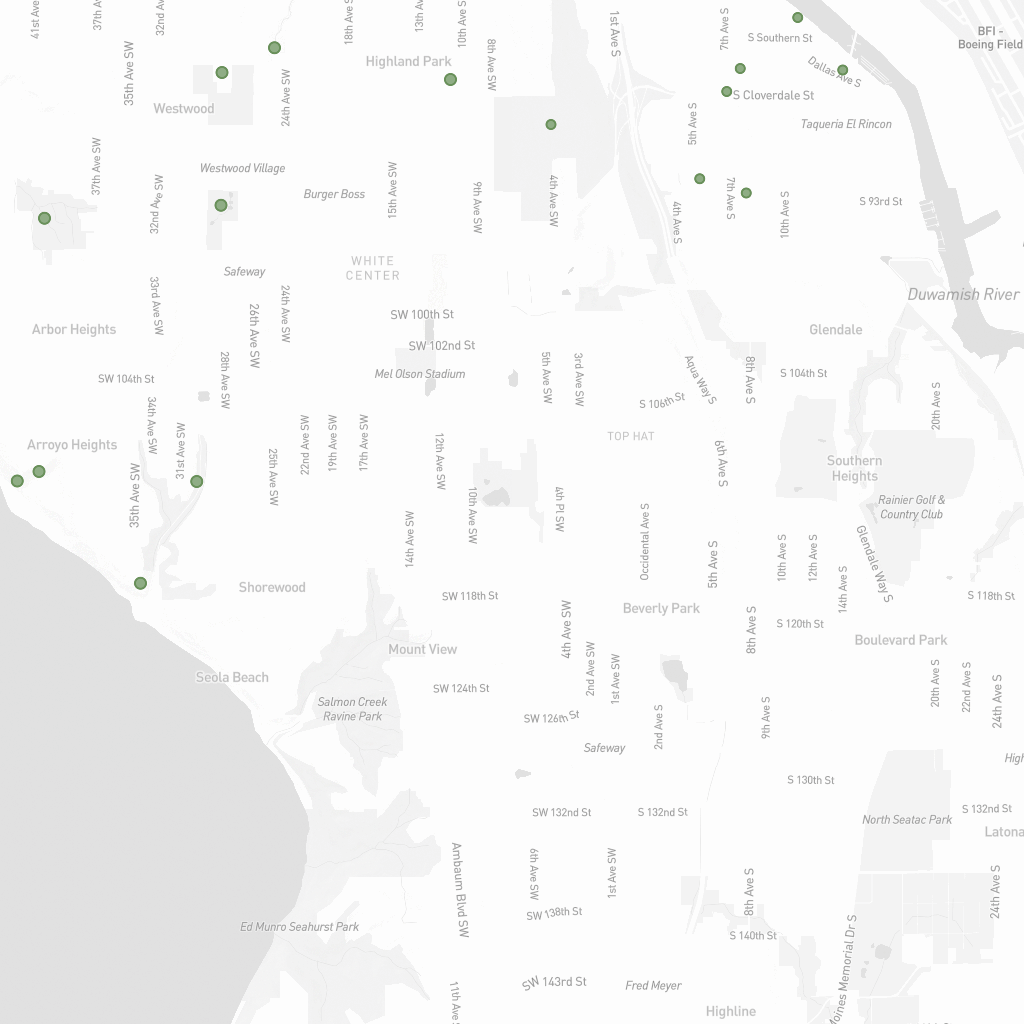 41st Ave SW
37th Ave SW
32nd Ave SW
18th Ave SW
13th Ave SW
10th Ave SW
1st Ave S
7th Ave S
BFI -
Boeing Field
S Southern St
35th Ave SW
Highland Park
8th Ave SW
Dallas Ave S
24th Ave SW
S Cloverdale St
Westwood
5th Ave S
Taqueria El Rincon
37th Ave SW
Westwood Village
Burger Boss
32nd Ave SW
15th Ave SW
9th Ave SW
4th Ave SW
4th Ave S
7th Ave S
10th Ave S
S 93rd St
WHITE
CENTER
Safeway
Duwamish River
33rd Ave SW
24th Ave SW
26th Ave SW
SW 100th St
Arbor Heights
Glendale
SW 102nd St
Mel Olson Stadium
SW 104th St
28th Ave SW
5th Ave SW
3rd Ave SW
Aqua Way S
8th Ave S
S 104th St
S 106th St
20th Ave S
34th Ave SW
31st Ave SW
Arroyo Heights
22nd Ave SW
19th Ave SW
17th Ave SW
12th Ave SW
TOP HAT
6th Ave S
Southern
Heights
35th Ave SW
25th Ave SW
10th Ave SW
4th Pl SW
Rainier Golf &
Country Club
14th Ave SW
Occidental Ave S
5th Ave S
10th Ave S
12th Ave S
Glendale Way S
14th Ave S
Shorewood
SW 118th St
S 118th St
Beverly Park
4th Ave SW
8th Ave S
S 120th St
Boulevard Park
Mount View
Seola Beach
SW 124th St
2nd Ave SW
1st Ave SW
20th Ave S
22nd Ave S
24th Ave S
Salmon Creek
Ravine Park
SW 126th St
2nd Ave S
9th Ave S
Safeway
High
S 130th St
SW 132nd St
S 132nd St
North Seatac Park
S 132nd St
Latona
Ambaum Blvd SW
6th Ave SW
1st Ave SW
8th Ave S
24th Ave S
SW 138th St
Ed Munro Seahurst Park
S 140th St
Moines Memorial Dr S
SW 143rd St
Fred Meyer
11th Ave SW
Highline